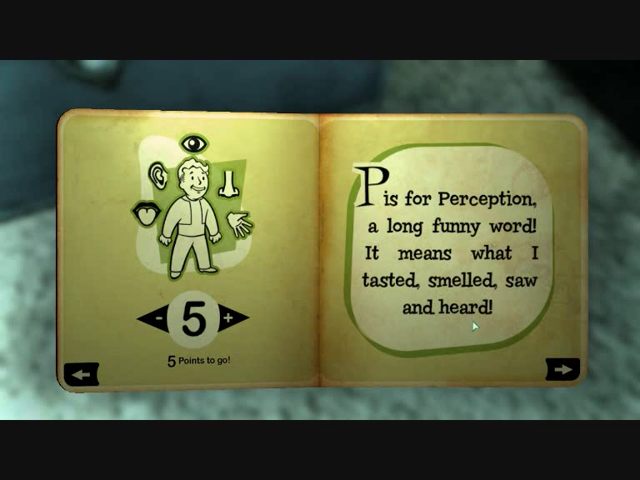 - 5 +
5 Points to go!
P is for Perception,
a long funny word!
It means what I
tasted, smelled, saw
and heard!